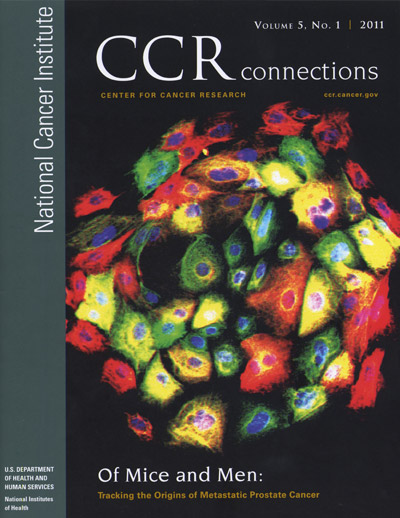 National Cancer Institute
VOLUME 5, NO. 1 | 2011
CCR connections
CENTER FOR CANCER RESEARCH
ccr.cancer.gov
Of Mice and Men:
Tracking the Origins of Metastatic Prostate Cancer
U.S. DEPARTMENT
OF HEALTH AND
HUMAN SERVICES
National Institutes
of Health